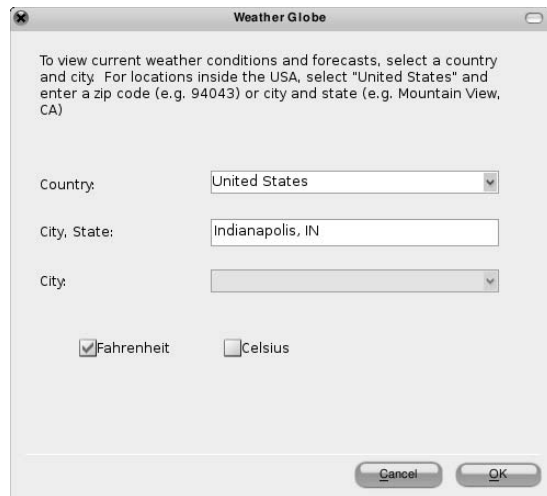 Weather Globe
To view current weather conditions and forecasts, select a country
and city. For locations inside the USA, select "United States" and
enter a zip code (e.g. 94043) or city and state (e.g. Mountain View,
CA)
Country: United States
City, State: Indianapolis, IN
City:
Fahrenheit Celsius
Cancel OK